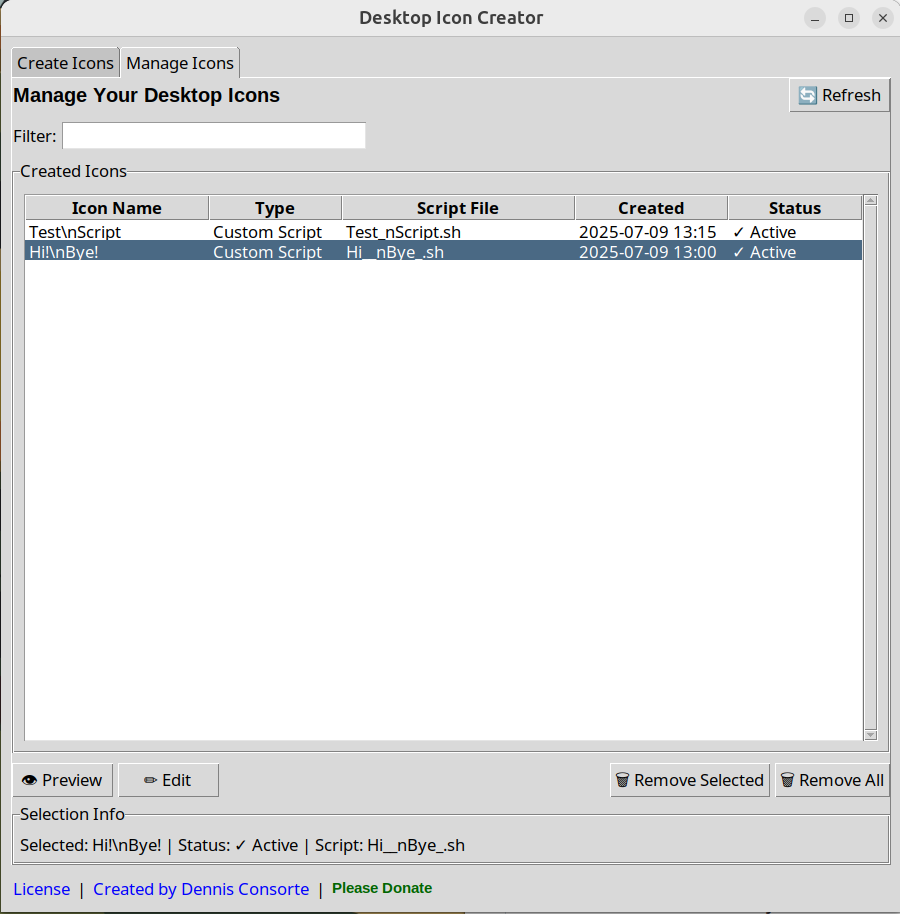 Desktop Icon Creator
Create Icons Manage Icons
Manage Your Desktop Icons
Refresh
Filter:
Created Icons
Icon Name Type Script File Created Status
Test\nScript Custom Script Test_nScript.sh 2025-07-09 13:15 ✓ Active
Hi!\nBye! Custom Script Hi__nBye_.sh 2025-07-09 13:00 ✓ Active
Preview Edit Remove Selected Remove All
Selection Info
Selected: Hi!\nBye! | Status: ✓ Active | Script: Hi__nBye_.sh
License | Created by Dennis Consorte | Please Donate